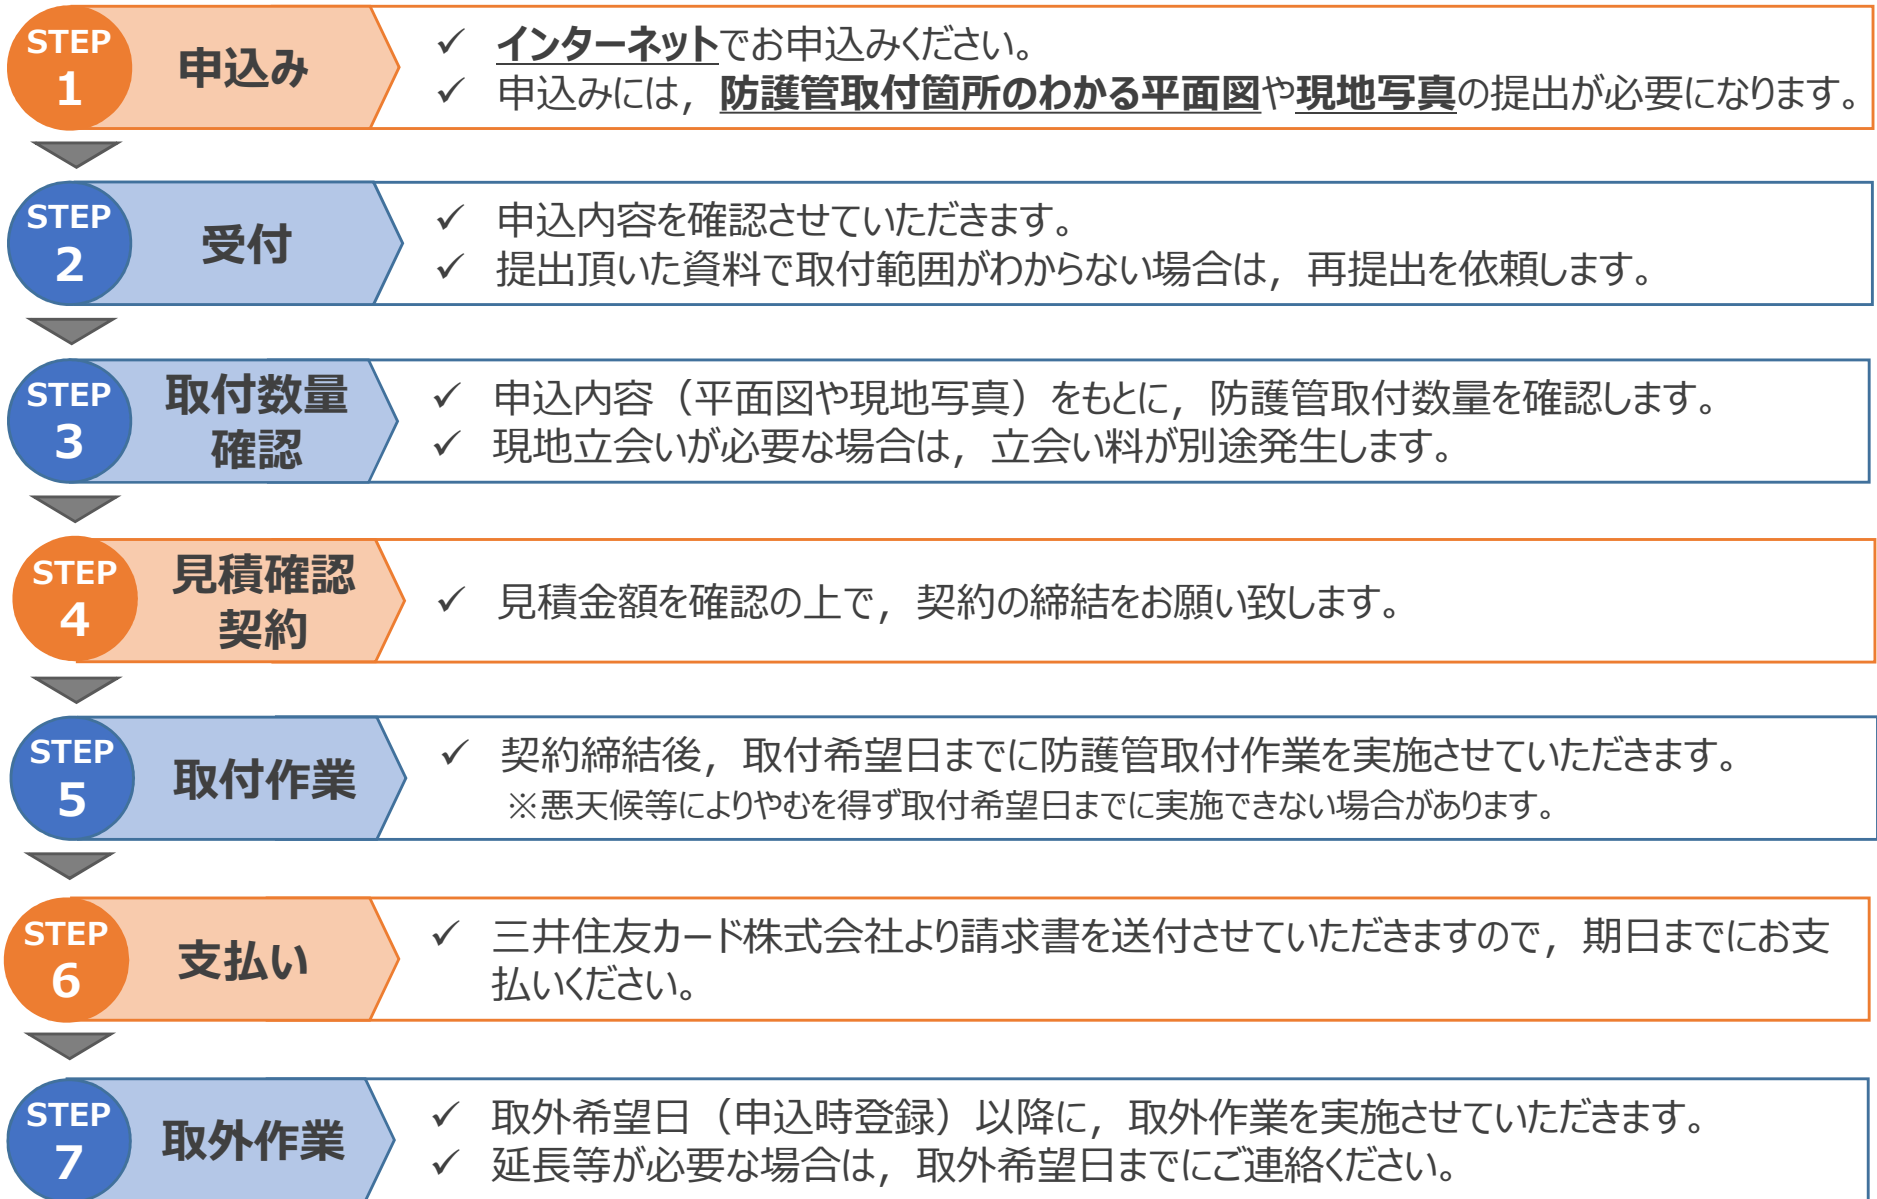 STEP
1
申込み
✓ インターネットでお申込みください。
✓ 申込みには，防護管取付箇所のわかる平面図や現地写真の提出が必要になります。
STEP
2
受付
✓ 申込内容を確認させていただきます。
✓ 提出頂いた資料で取付範囲がわからない場合は，再提出を依頼します。
STEP
3
取付数量
確認
✓ 申込内容（平面図や現地写真）をもとに，防護管取付数量を確認します。
✓ 現地立会いが必要な場合は，立会い料が別途発生します。
STEP
4
見積確認
契約
✓ 見積金額を確認の上で，契約の締結をお願い致します。
STEP
5
取付作業
✓ 契約締結後，取付希望日までに防護管取付作業を実施させていただきます。
※悪天候等によりやむを得ず取付希望日までに実施できない場合があります。
STEP
6
支払い
✓ 三井住友カード株式会社より請求書を送付させていただきますので，期日までにお支
払いください。
STEP
7
取外作業
✓ 取外希望日（申込時登録）以降に，取外作業を実施させていただきます。
✓ 延長等が必要な場合は，取外希望日までにご連絡ください。